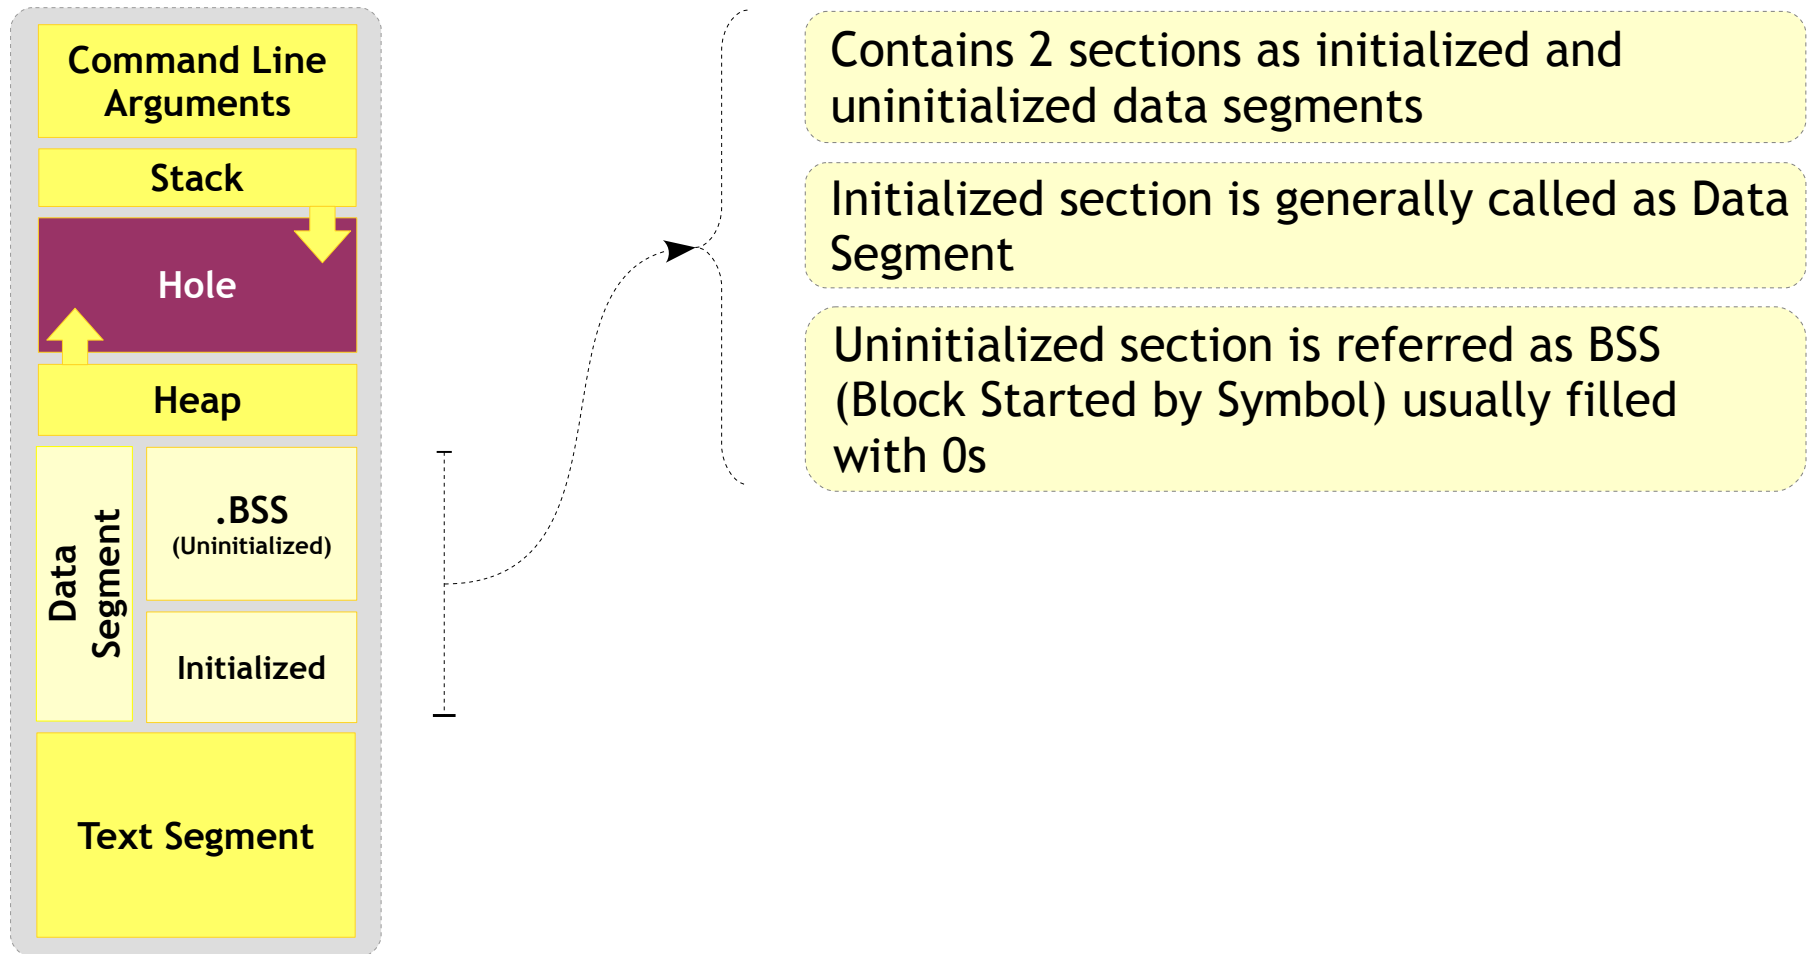 Command Line
Arguments
Stack
Hole
Heap
Data
Segment
.BSS
(Uninitialized)
Initialized
Text Segment
Contains 2 sections as initialized and
uninitialized data segments
Initialized section is generally called as Data
Segment
Uninitialized section is referred as BSS
(Block Started by Symbol) usually filled
with 0s